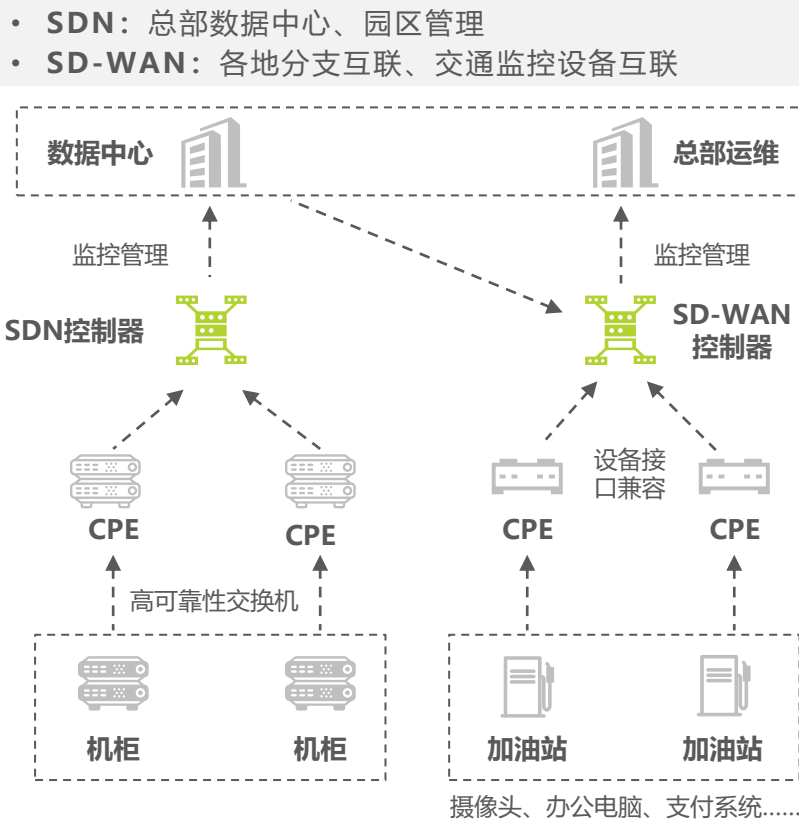 • SDN：总部数据中心、园区管理
• SD-WAN：各地分支互联、交通监控设备互联
数据中心
总部运维
监控管理
监控管理
SDN控制器
SD-WAN
控制器
设备接
口兼容
CPE
CPE
CPE
CPE
高可靠性交换机
机柜
机柜
加油站
加油站
摄像头、办公电脑、支付系统……